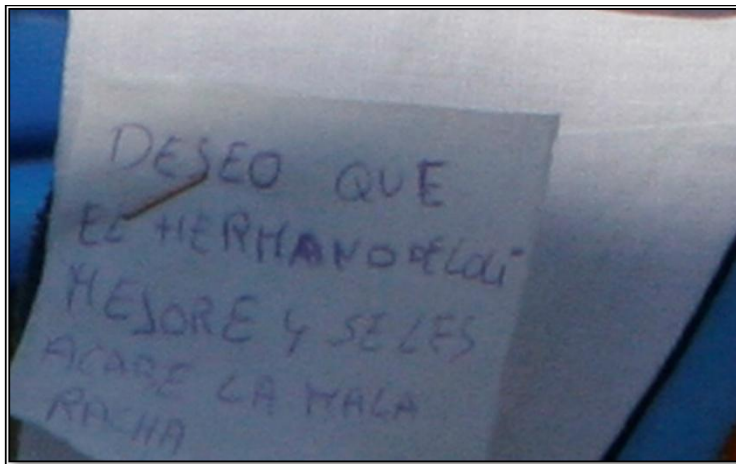 DESEO QUE
EL HERMANO DE LOLI
MEJORE Y SE LES
ACABE LA MALA
RACHA